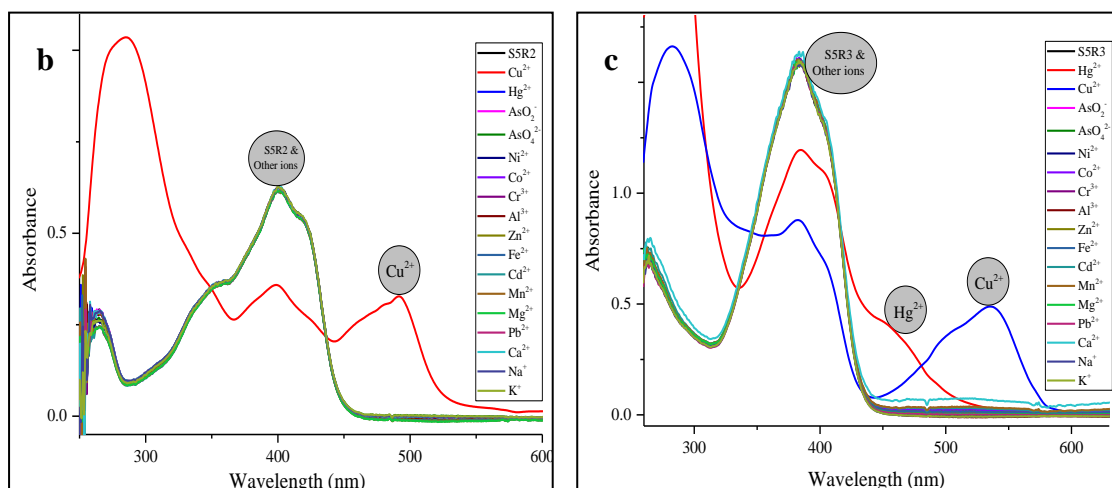 b
S5R2
Cu²⁺
Hg²⁺
AsO₂⁻
AsO₄²⁻
Ni²⁺
Co²⁺
Cr³⁺
Al³⁺
Zn²⁺
Fe²⁺
Cd²⁺
Mn²⁺
Mg²⁺
Pb²⁺
Ca²⁺
Na⁺
K⁺
S5R2 &
Other ions
Cu²⁺
Absorbance
0.5
0.0
300
400
500
600
Wavelength (nm)
c
S5R3 &
Other ions
S5R3
Hg²⁺
Cu²⁺
AsO₂⁻
AsO₄²⁻
Ni²⁺
Co²⁺
Cr³⁺
Al³⁺
Zn²⁺
Fe²⁺
Cd²⁺
Mn²⁺
Mg²⁺
Pb²⁺
Ca²⁺
Na⁺
K⁺
Hg²⁺
Cu²⁺
Absorbance
1.5
1.0
0.5
0.0
300
400
500
600
Wavelength (nm)